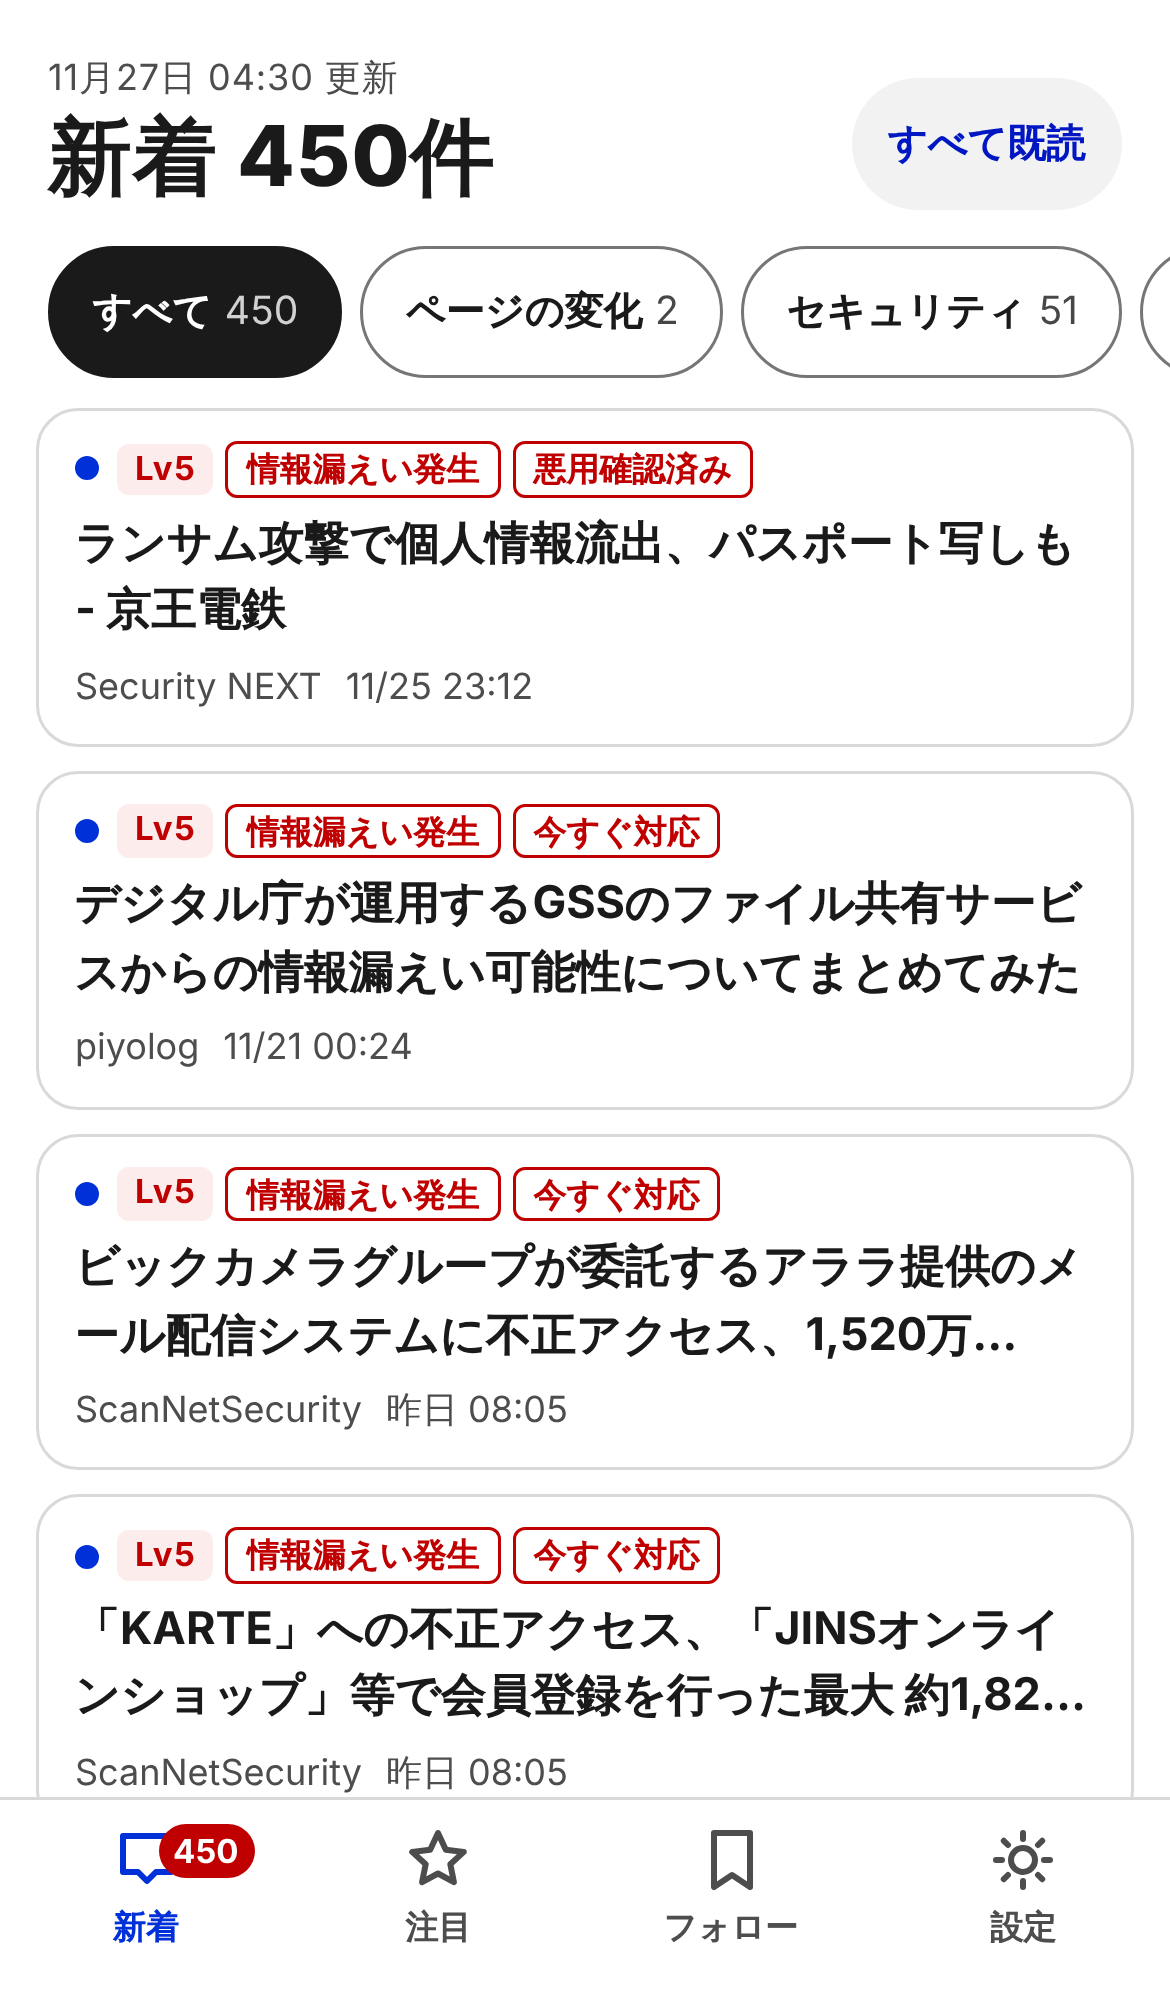 11月27日 04:30 更新
新着 450件
すべて既読
すべて 450
ページの変化 2
セキュリティ 51
Lv5 情報漏えい発生 悪用確認済み
ランサム攻撃で個人情報流出、パスポート写しも
- 京王電鉄
Security NEXT 11/25 23:12
Lv5 情報漏えい発生 今すぐ対応
デジタル庁が運用するGSSのファイル共有サービ
スからの情報漏えい可能性についてまとめてみた
piyolog 11/21 00:24
Lv5 情報漏えい発生 今すぐ対応
ビックカメラグループが委託するアララ提供のメ
ール配信システムに不正アクセス、1,520万...
ScanNetSecurity 昨日 08:05
Lv5 情報漏えい発生 今すぐ対応
「KARTE」への不正アクセス、「JINSオンライ
ンショップ」等で会員登録を行った最大 約1,82...
ScanNetSecurity 昨日 08:05
450
新着
注目
フォロー
設定